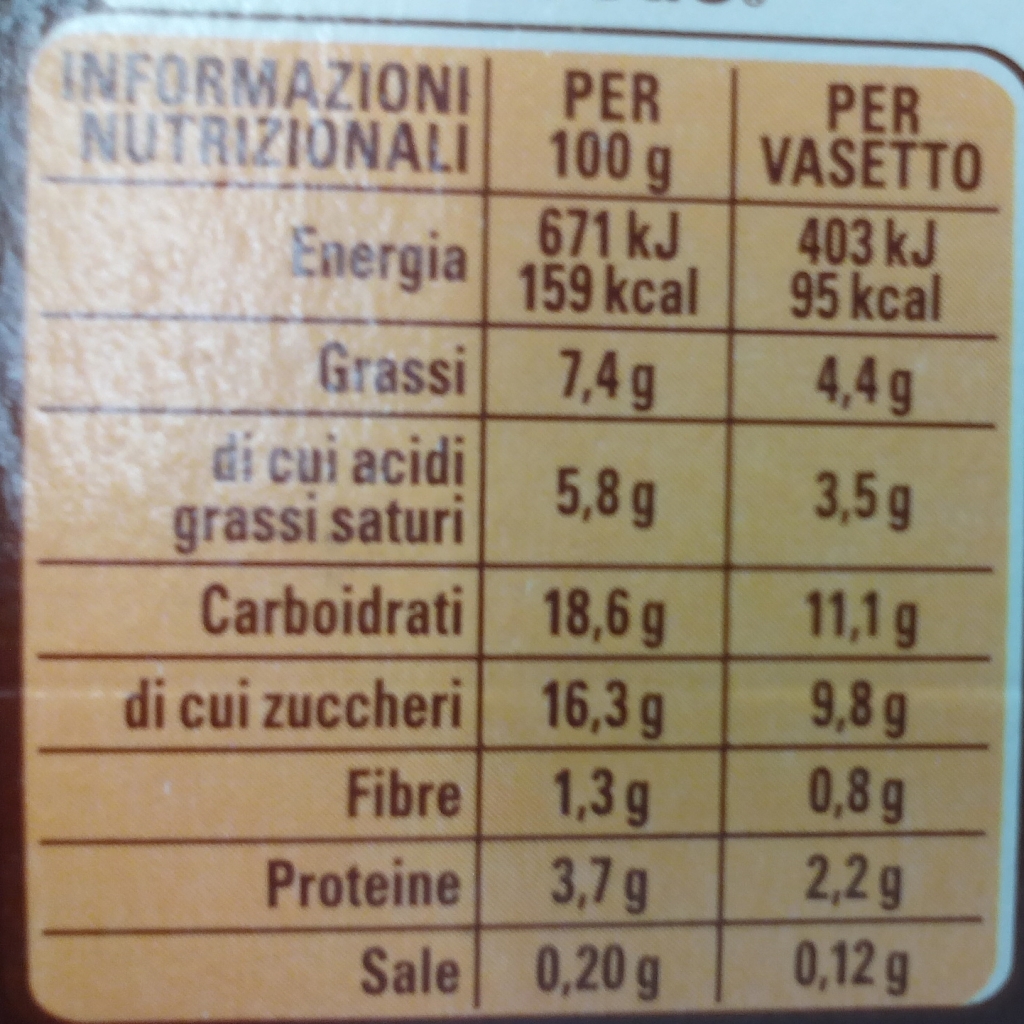 INFORMAZIONI NUTRIZIONALI PER 100 g PER VASETTO
Energia 671 kJ 159 kcal 403 kJ 95 kcal
Grassi 7,4 g 4,4 g
di cui acidi grassi saturi 5,8 g 3,5 g
Carboidrati 18,6 g 11,1 g
di cui zuccheri 16,3 g 9,8 g
Fibre 1,3 g 0,8 g
Proteine 3,7 g 2,2 g
Sale 0,20 g 0,12 g